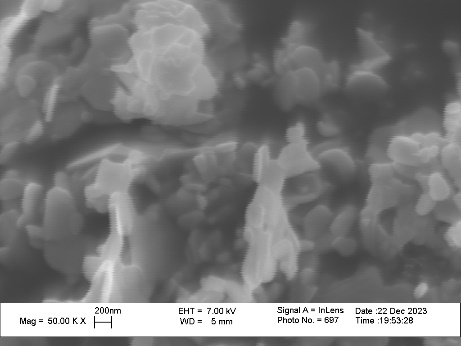 200nm
Mag = 50.00 K X
EHT = 7.00 kV
WD = 5 mm
Signal A = InLens
Photo No. = 697
Date :22 Dec 2023
Time :19:53:28